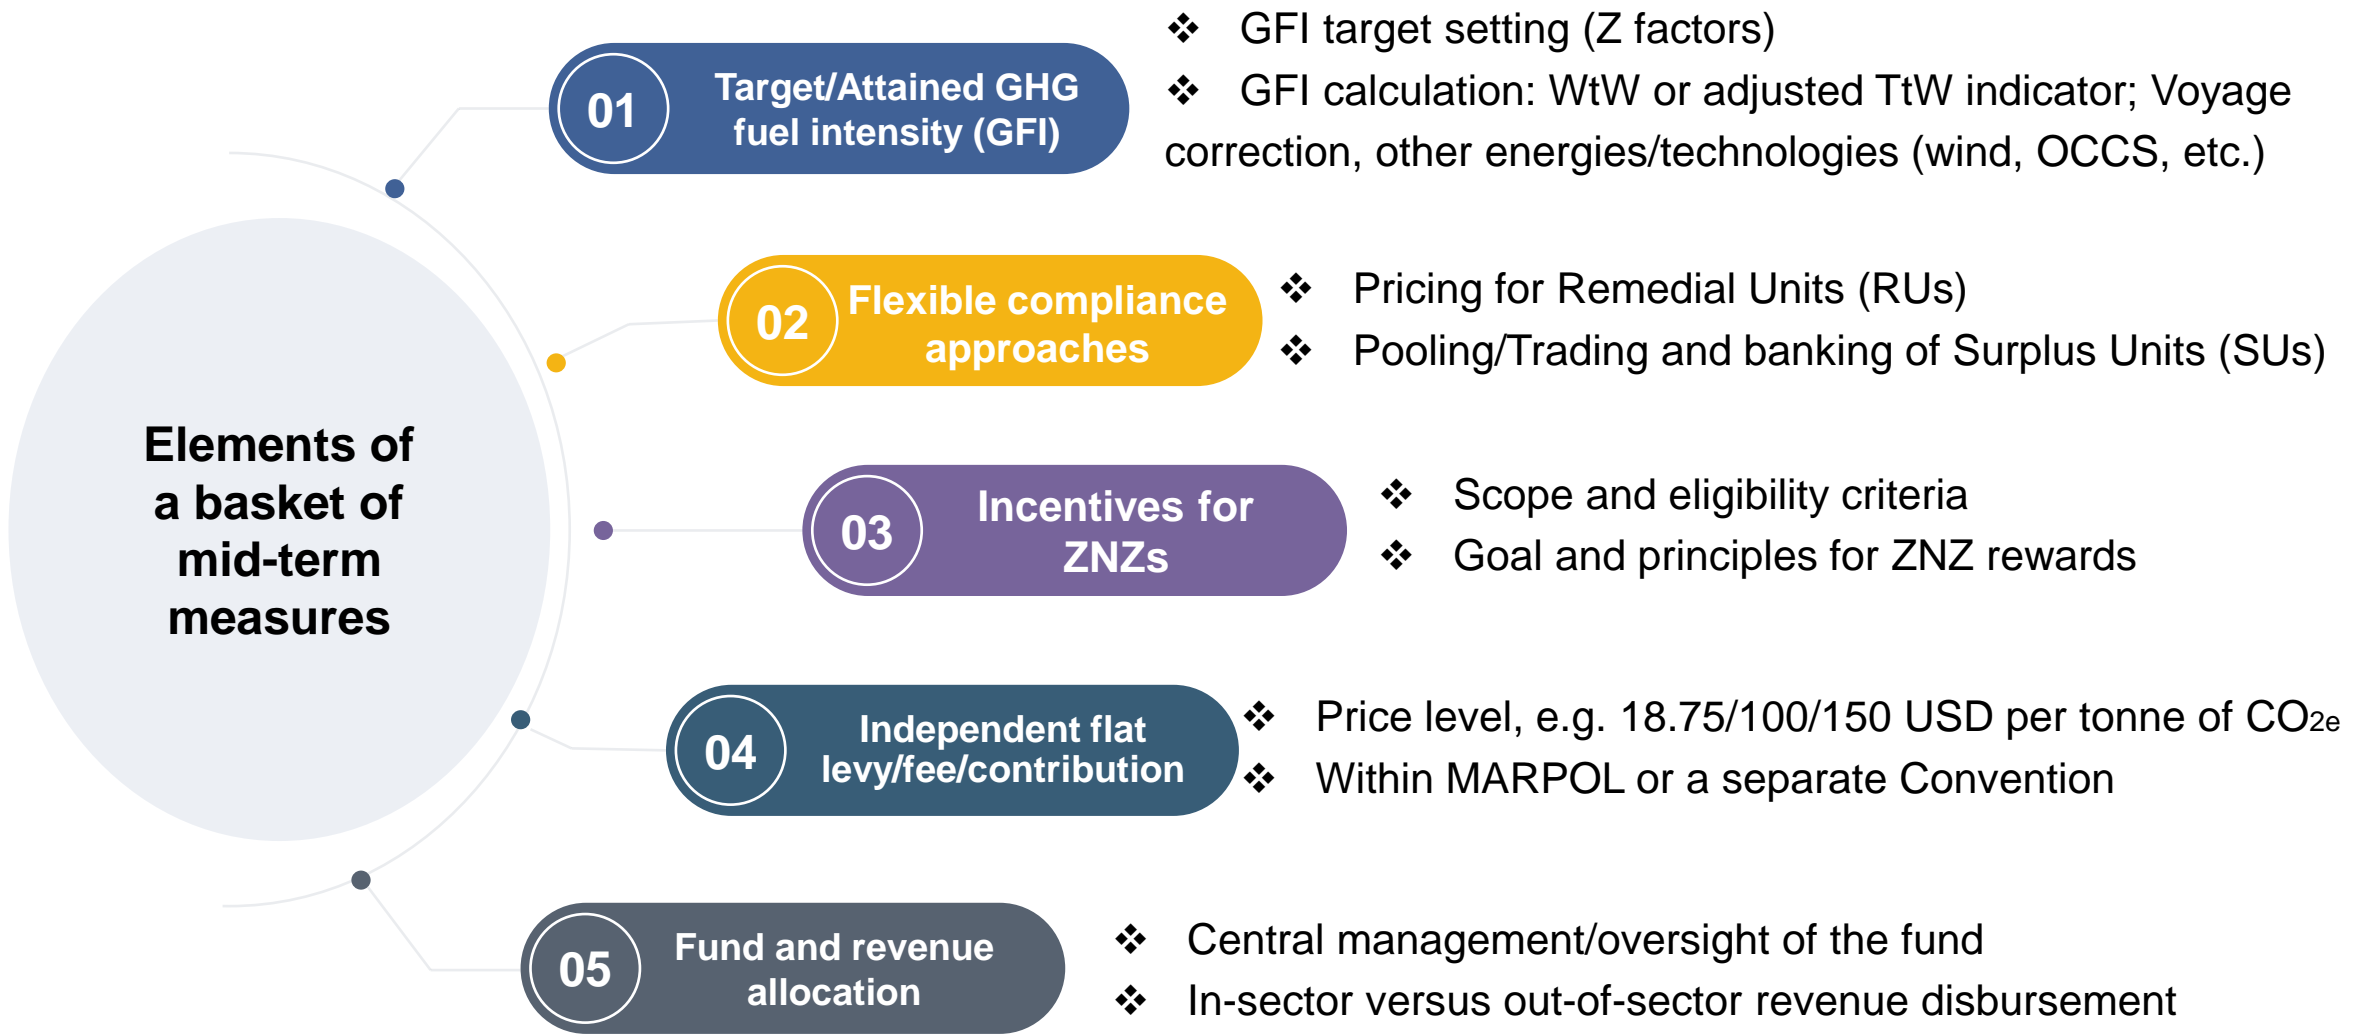 Elements of
a basket of
mid-term
measures
01
Target/Attained GHG
fuel intensity (GFI)
❖ GFI target setting (Z factors)
❖ GFI calculation: WtW or adjusted TtW indicator; Voyage
correction, other energies/technologies (wind, OCCS, etc.)
02
Flexible compliance
approaches
❖ Pricing for Remedial Units (RUs)
❖ Pooling/Trading and banking of Surplus Units (SUs)
03
Incentives for
ZNZs
❖ Scope and eligibility criteria
❖ Goal and principles for ZNZ rewards
04
Independent flat
levy/fee/contribution
❖ Price level, e.g. 18.75/100/150 USD per tonne of CO2e
❖ Within MARPOL or a separate Convention
05
Fund and revenue
allocation
❖ Central management/oversight of the fund
❖ In-sector versus out-of-sector revenue disbursement